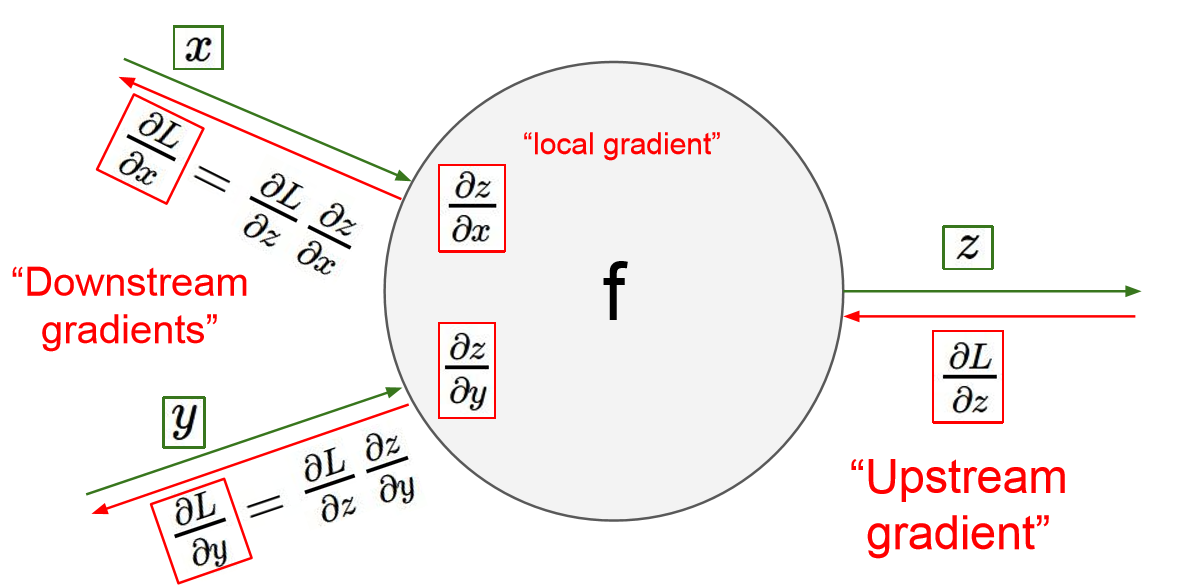 x
∂L/∂x = ∂L/∂z ∂z/∂x
“Downstream
gradients”
y
∂L/∂y = ∂L/∂z ∂z/∂y
“local gradient”
∂z/∂x
f
∂z/∂y
z
∂L/∂z
“Upstream
gradient”